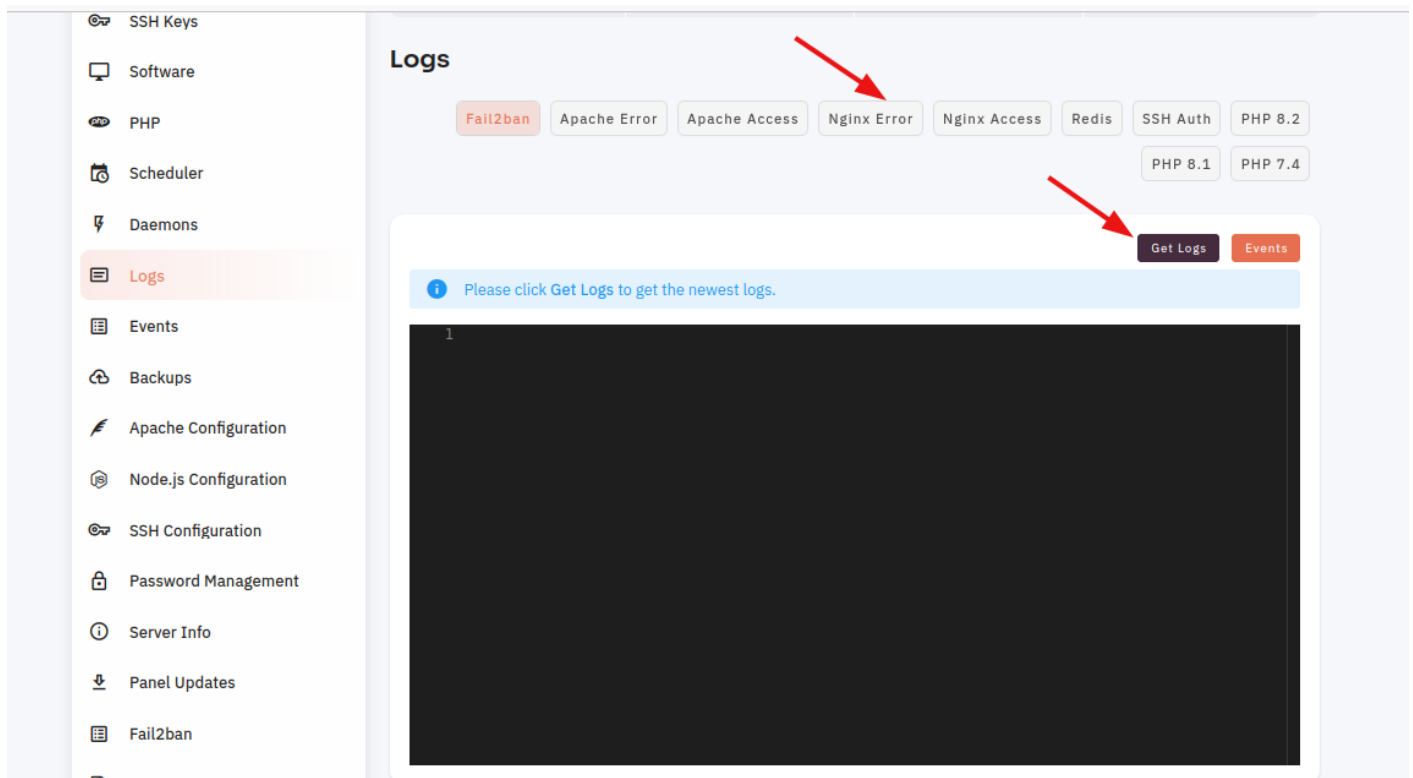 SSH Keys
Software
php PHP
Scheduler
Daemons
Logs
Events
Backups
Apache Configuration
JS Node.js Configuration
SSH Configuration
Password Management
Server Info
Panel Updates
Fail2ban
Logs
Fail2ban Apache Error Apache Access Nginx Error Nginx Access Redis SSH Auth PHP 8.2
PHP 8.1 PHP 7.4
Get Logs Events
Please click Get Logs to get the newest logs.
1